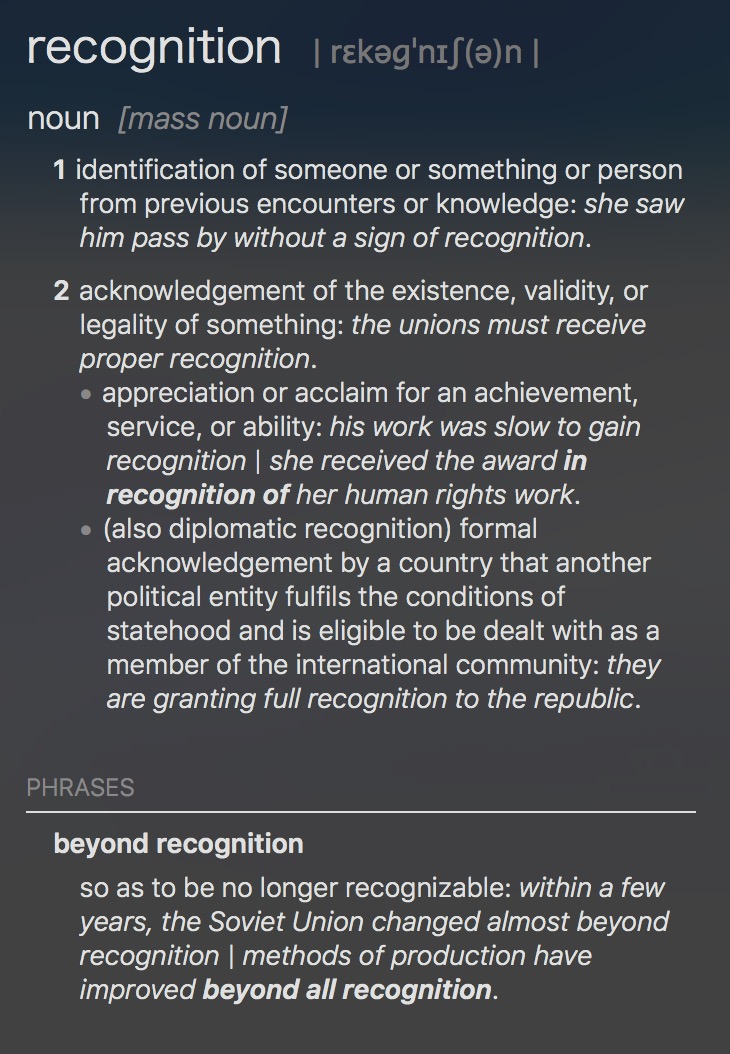 recognition | rɛkəɡˈnɪʃ(ə)n |
noun [mass noun]
1 identification of someone or something or person
from previous encounters or knowledge: she saw
him pass by without a sign of recognition.
2 acknowledgement of the existence, validity, or
legality of something: the unions must receive
proper recognition.
• appreciation or acclaim for an achievement,
service, or ability: his work was slow to gain
recognition | she received the award in
recognition of her human rights work.
• (also diplomatic recognition) formal
acknowledgement by a country that another
political entity fulfils the conditions of
statehood and is eligible to be dealt with as a
member of the international community: they
are granting full recognition to the republic.
PHRASES
beyond recognition
so as to be no longer recognizable: within a few
years, the Soviet Union changed almost beyond
recognition | methods of production have
improved beyond all recognition.